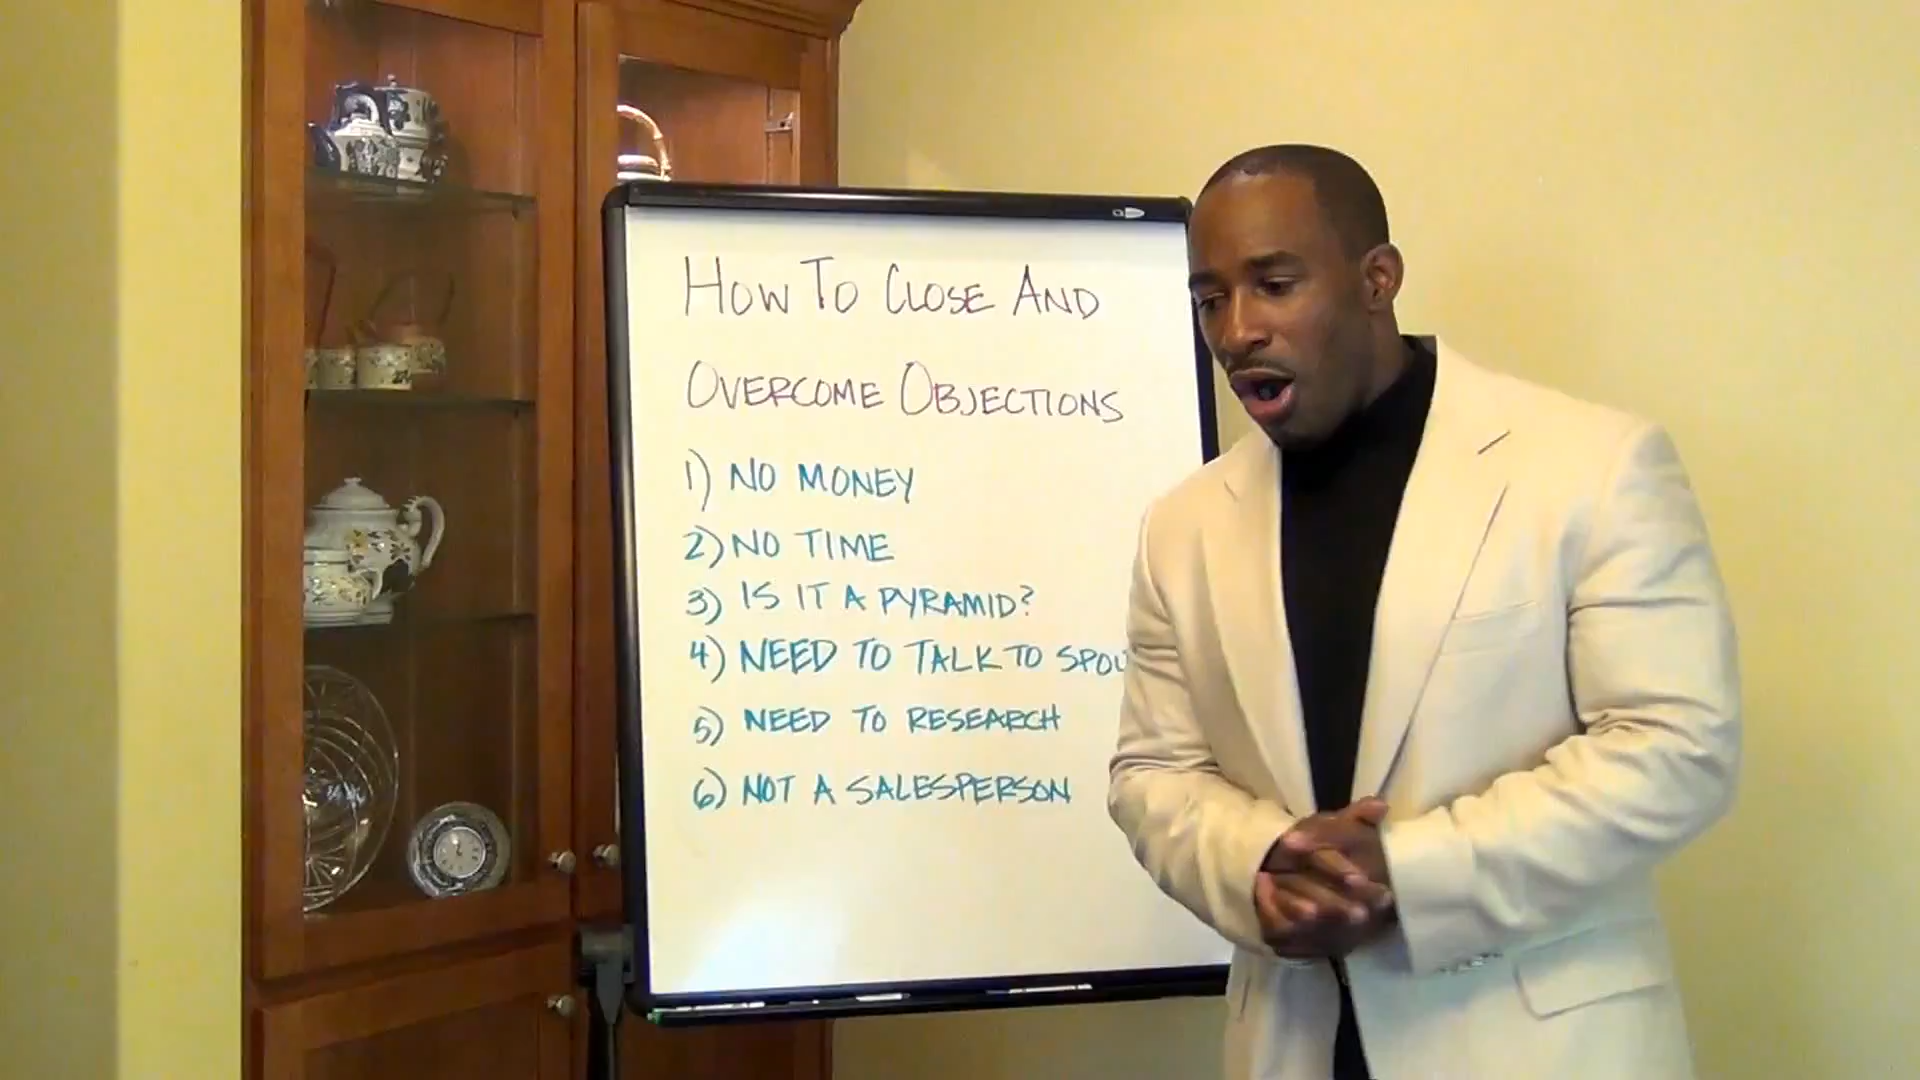 How To Close And
Overcome Objections
1) No Money
2) No Time
3) Is It A Pyramid?
4) Need To Talk To
5) Need To Research
6) Not A Salesperson